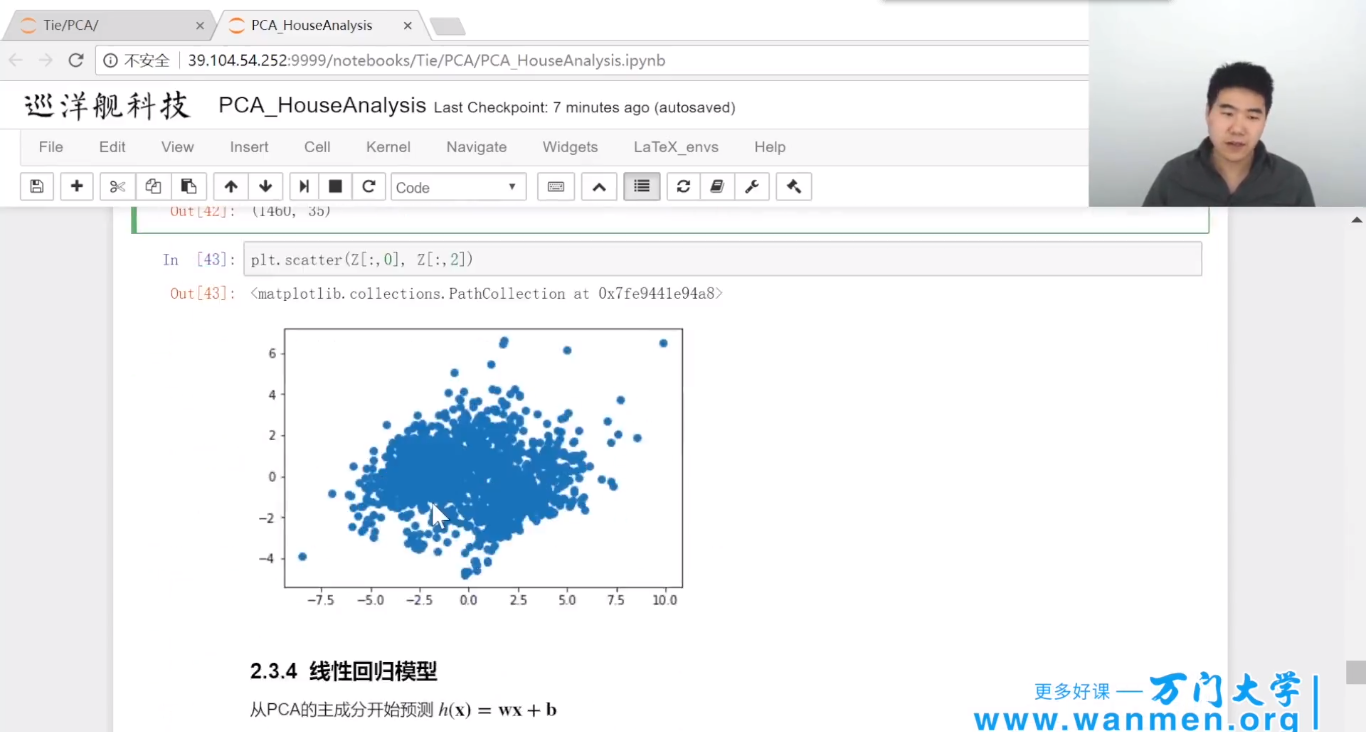 Tie/PCA/ PCA_HouseAnalysis
不安全 39.104.54.252:9999/notebooks/Tie/PCA/PCA_HouseAnalysis.ipynb
巡洋舰科技 PCA_HouseAnalysis Last Checkpoint: 7 minutes ago (autosaved)
File Edit View Insert Cell Kernel Navigate Widgets LaTeX_envs Help
Code
Out[42]: (1460, 35)
In [43]: plt.scatter(Z[:,0], Z[:,2])
Out[43]: <matplotlib.collections.PathCollection at 0x7fe9441e94a8>
6
4
2
0
−2
−4
−7.5 −5.0 −2.5 0.0 2.5 5.0 7.5 10.0
2.3.4 线性回归模型
从PCA的主成分开始预测 h(x) = wx + b
更多好课 — 万门大学
www.wanmen.org